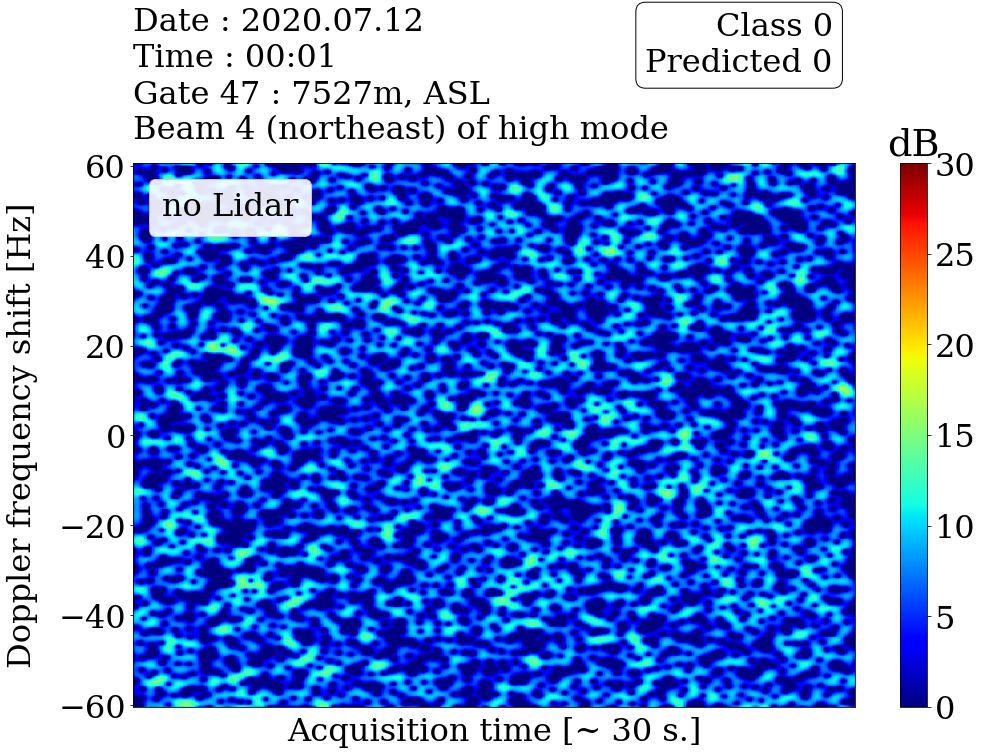 Date : 2020.07.12
Time : 00:01
Gate 47 : 7527m, ASL
Beam 4 (northeast) of high mode
Class 0
Predicted 0
dB
no Lidar
Doppler frequency shift [Hz]
60
40
20
0
−20
−40
−60
30
25
20
15
10
5
0
Acquisition time [~ 30 s.]